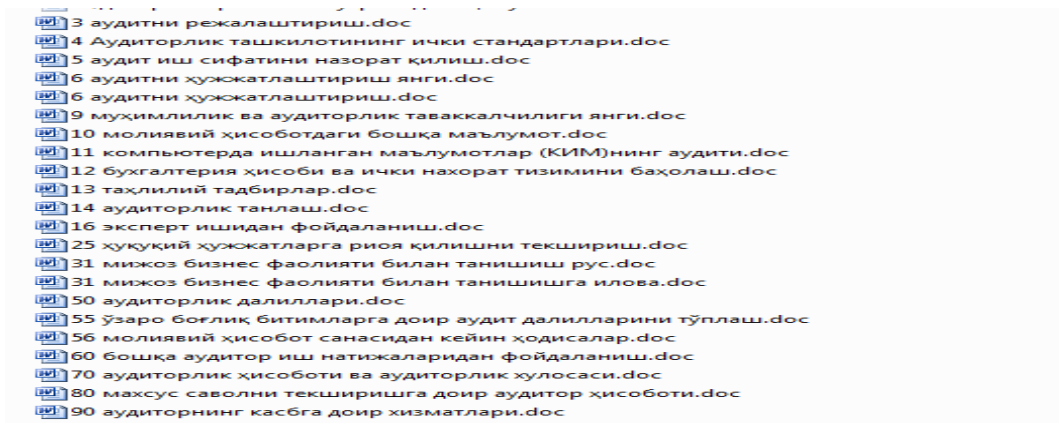 3 аудитни режалаштириш.doc
4 Аудиторлик ташкилотининг ички стандартлари.doc
5 аудит иш сифатини назорат қилиш.doc
6 аудитни ҳужжатлаштириш янги.doc
6 аудитни ҳужжатлаштириш.doc
9 муҳимлилик ва аудиторлик таваккалчилиги янги.doc
10 молиявий ҳисоботдаги бошқа маълумот.doc
11 компьютерда ишланган маълумотлар (КИМ)нинг аудити.doc
12 бухгалтерия ҳисоби ва ички нахорат тизимини баҳолаш.doc
13 таҳлилий тадбирлар.doc
14 аудиторлик танлаш.doc
16 эксперт ишидан фойдаланиш.doc
25 ҳуқуқий ҳужжатларга риоя қилишни текшириш.doc
31 мижоз бизнес фаолияти билан танишиш рус.doc
31 мижоз бизнес фаолияти билан танишишга илова.doc
50 аудиторлик далиллари.doc
55 ўзаро боғлиқ битимларга доир аудит далилларини тўплаш.doc
56 молиявий ҳисобот санасидан кейин ҳодисалар.doc
60 бошқа аудитор иш натижаларидан фойдаланиш.doc
70 аудиторлик ҳисоботи ва аудиторлик хулосаси.doc
80 махсус саволни текширишга доир аудитор ҳисоботи.doc
90 аудиторнинг касбга доир хизматлари.doc